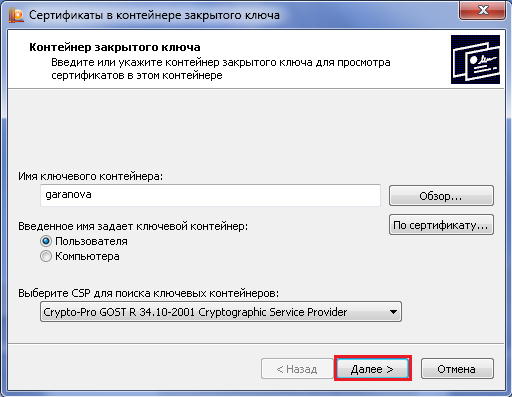 Сертификаты в контейнере закрытого ключа
Контейнер закрытого ключа
Введите или укажите контейнер закрытого ключа для просмотра
сертификатов в этом контейнере
Имя ключевого контейнера:
garanova
Обзор...
Введенное имя задает ключевой контейнер:
По сертификату...
Пользователя
Компьютера
Выберите CSP для поиска ключевых контейнеров:
Crypto-Pro GOST R 34.10-2001 Cryptographic Service Provider
< Назад
Далее >
Отмена